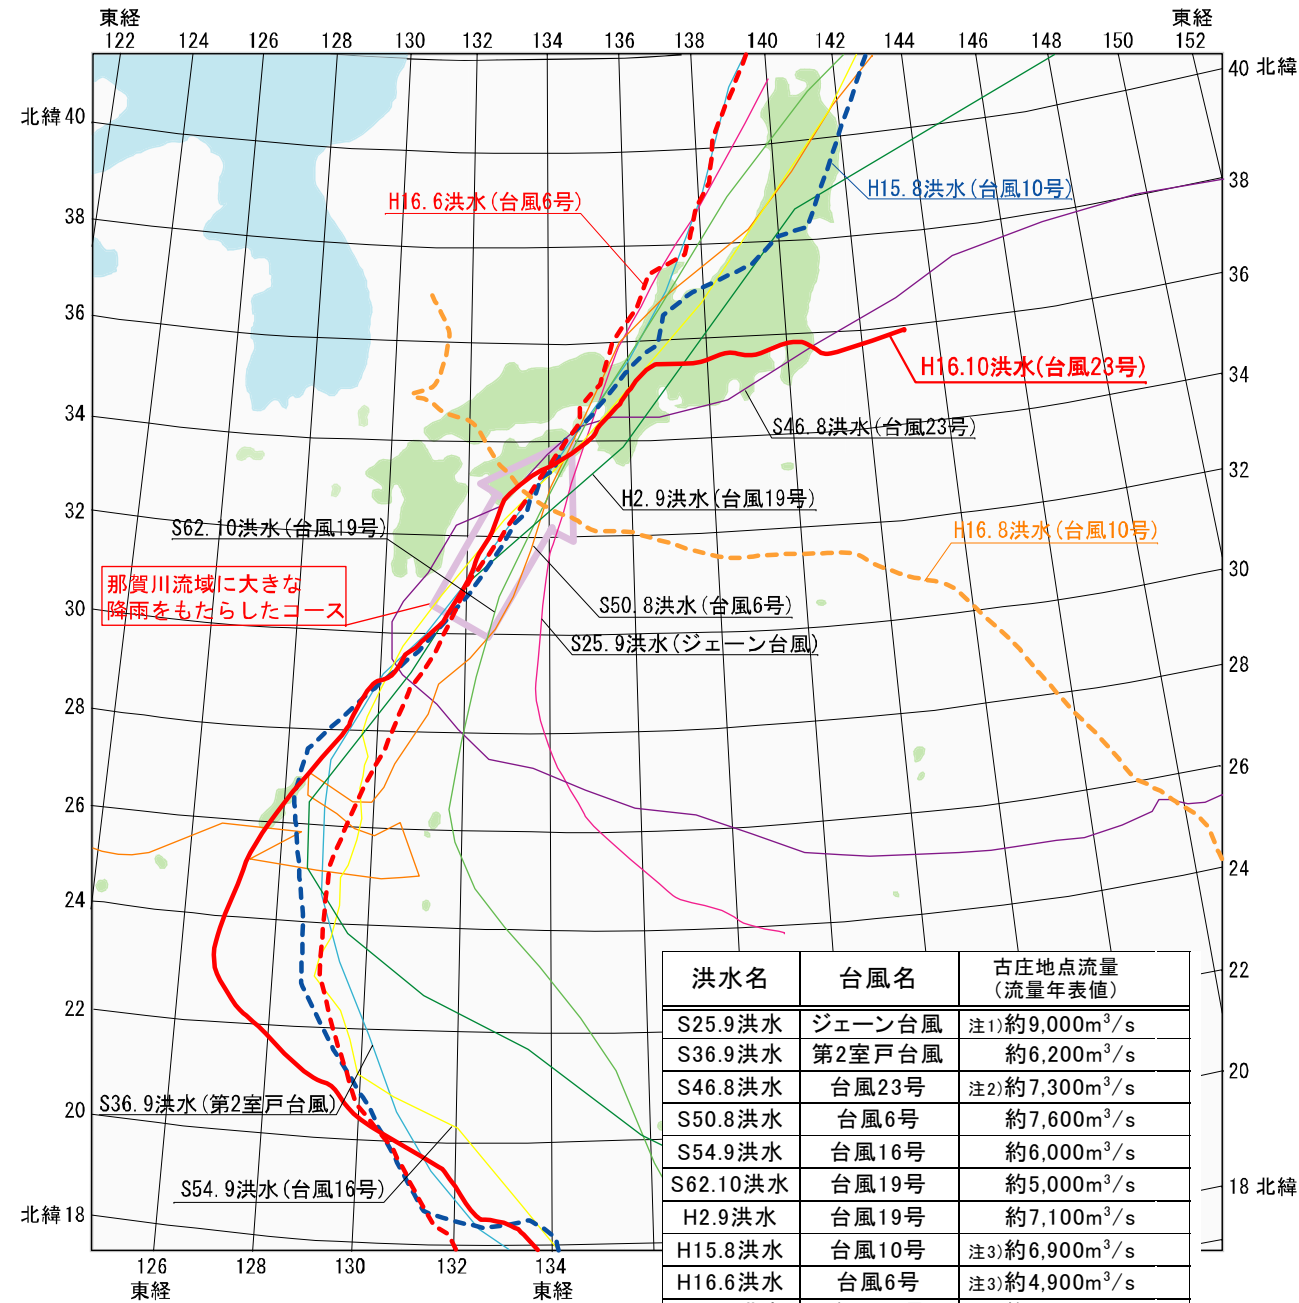 東経
東経
122 124 126 128 130 132 134 136 138 140 142 144 146 148 150 152
40 北緯
北緯 40
38
38
36
36
34
34
32
32
30
30
28
28
26
26
24
24
22
22
20
20
18 北緯
北緯 18
H16.6洪水(台風6号)
H15.8洪水(台風10号)
H16.10洪水(台風23号)
S46.8洪水(台風23号)
H2.9洪水(台風19号)
S62.10洪水(台風19号)
H16.8洪水(台風10号)
那賀川流域に大きな
降雨をもたらしたコース
S50.8洪水(台風6号)
S25.9洪水(ジェーン台風)
S36.9洪水(第2室戸台風)
S54.9洪水(台風16号)
洪水名 台風名 古庄地点流量
(流量年表値)
S25.9洪水 ジェーン台風 注1)約9,000m³/s
S36.9洪水 第2室戸台風 約6,200m³/s
S46.8洪水 台風23号 注2)約7,300m³/s
S50.8洪水 台風6号 約7,600m³/s
S54.9洪水 台風16号 約6,000m³/s
S62.10洪水 台風19号 約5,000m³/s
H2.9洪水 台風19号 約7,100m³/s
H15.8洪水 台風10号 注3)約6,900m³/s
H16.6洪水 台風6号 注3)約4,900m³/s
126 128 130 132 134
東経
東経